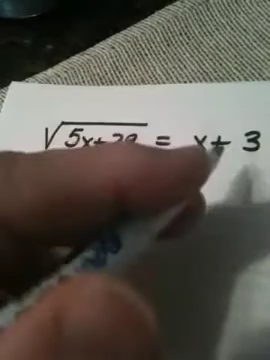 √5x+29 = x+3